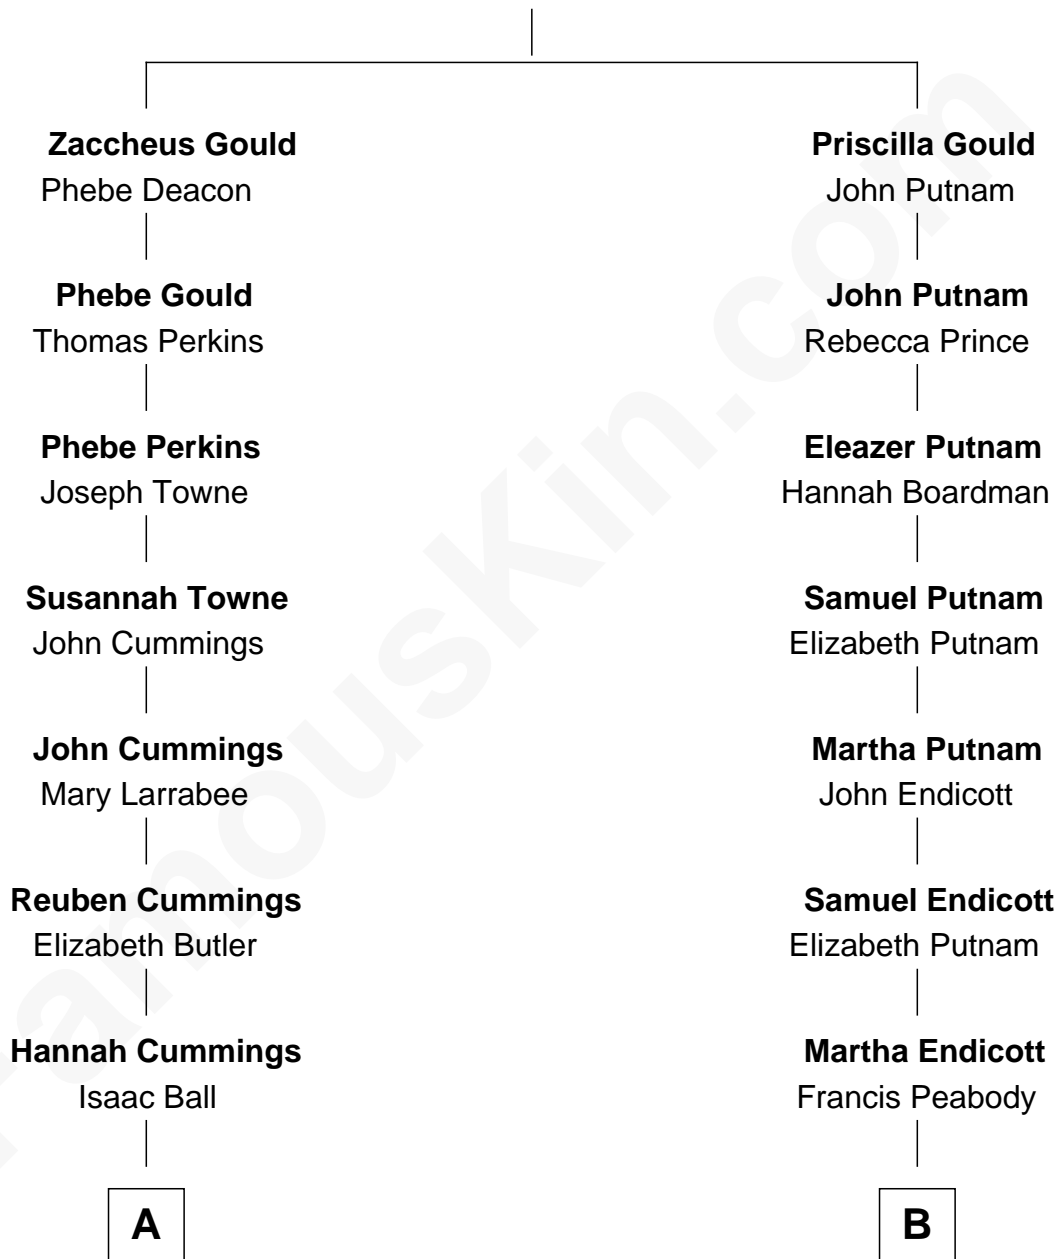 Zaccheus Gould
Phebe Deacon
Phebe Gould
Thomas Perkins
Phebe Perkins
Joseph Towne
Susannah Towne
John Cummings
John Cummings
Mary Larrabee
Reuben Cummings
Elizabeth Butler
Hannah Cummings
Isaac Ball
A
Priscilla Gould
John Putnam
John Putnam
Rebecca Prince
Eleazer Putnam
Hannah Boardman
Samuel Putnam
Elizabeth Putnam
Martha Putnam
John Endicott
Samuel Endicott
Elizabeth Putnam
Martha Endicott
Francis Peabody
B
FamousKin.com